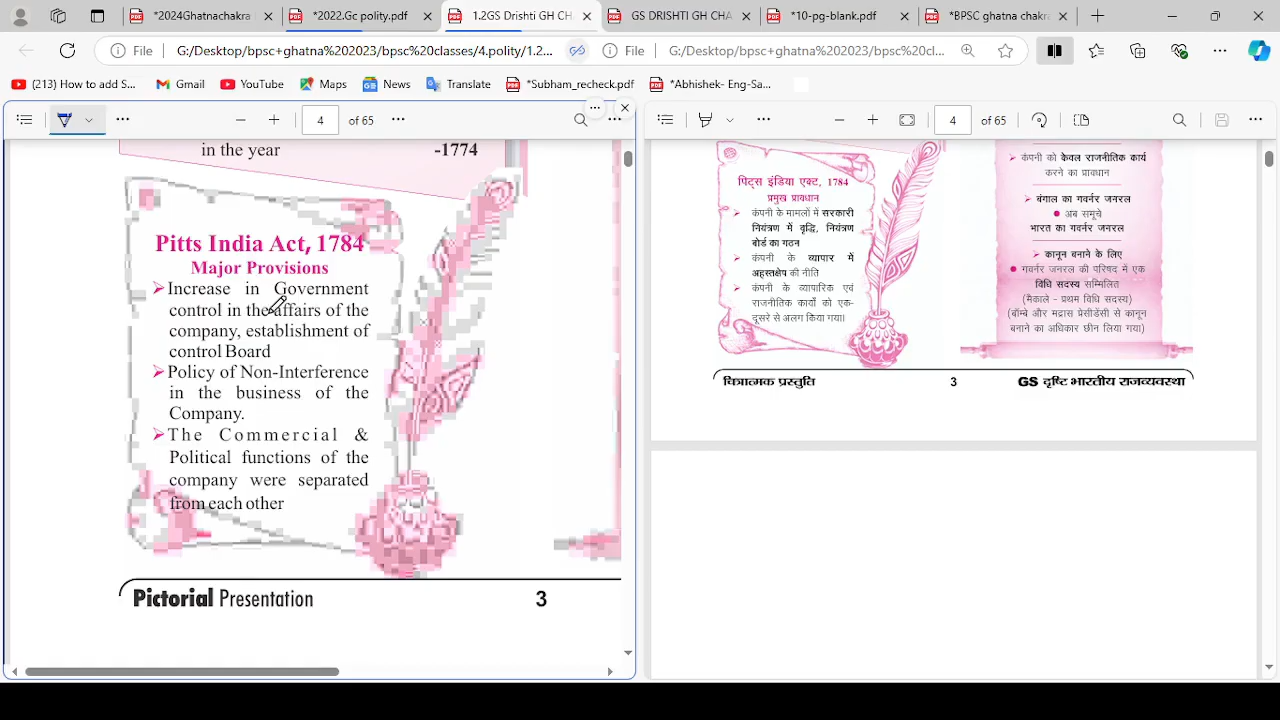 *2024Ghatnachakra
*2022.Gc polity.pdf
1.2GS Drishti GH CH
GS DRISHTI GH CHA
*10-pg-blank.pdf
*BPSC ghatna chakra
File
G:/Desktop/bpsc+ghatna%202023/bpsc%20classes/4.polity/1.2...
File
G:/Desktop/bpsc+ghatna%202023/bpsc%20cl...
(213) How to add S...
Gmail
YouTube
Maps
News
Translate
*Subham_recheck.pdf
*Abhishek- Eng-Sa...
4 of 65
4 of 65
in the year -1774
Pitts India Act, 1784
Major Provisions
Increase in Government
control in the affairs of the
company, establishment of
control Board
Policy of Non-Interference
in the business of the
Company.
The Commercial &
Political functions of the
company were separated
from each other
Pictorial Presentation 3
पिट्स इंडिया एक्ट, 1784
प्रमुख प्रावधान
कंपनी के मामलों में सरकारी
नियंत्रण में वृद्धि, नियंत्रण
बोर्ड का गठन
कंपनी के व्यापार में
अहस्तक्षेप की नीति
कंपनी के व्यापारिक एवं
राजनीतिक कार्यों को एक-
दूसरे से अलग किया गया।
कंपनी को केवल राजनीतिक कार्य
करने का प्रावधान
बंगाल का गवर्नर जनरल
अब समूचे
भारत का गवर्नर जनरल
कानून बनाने के लिए
गवर्नर जनरल की परिषद में एक
विधि सदस्य सम्मिलित
(मैकाले - प्रथम विधि सदस्य)
(बॉम्बे और मद्रास प्रेसीडेंसी से कानून
बनाने का अधिकार छीन लिया गया)
चित्रात्मक प्रस्तुति 3 GS दृष्टि भारतीय राजव्यवस्था